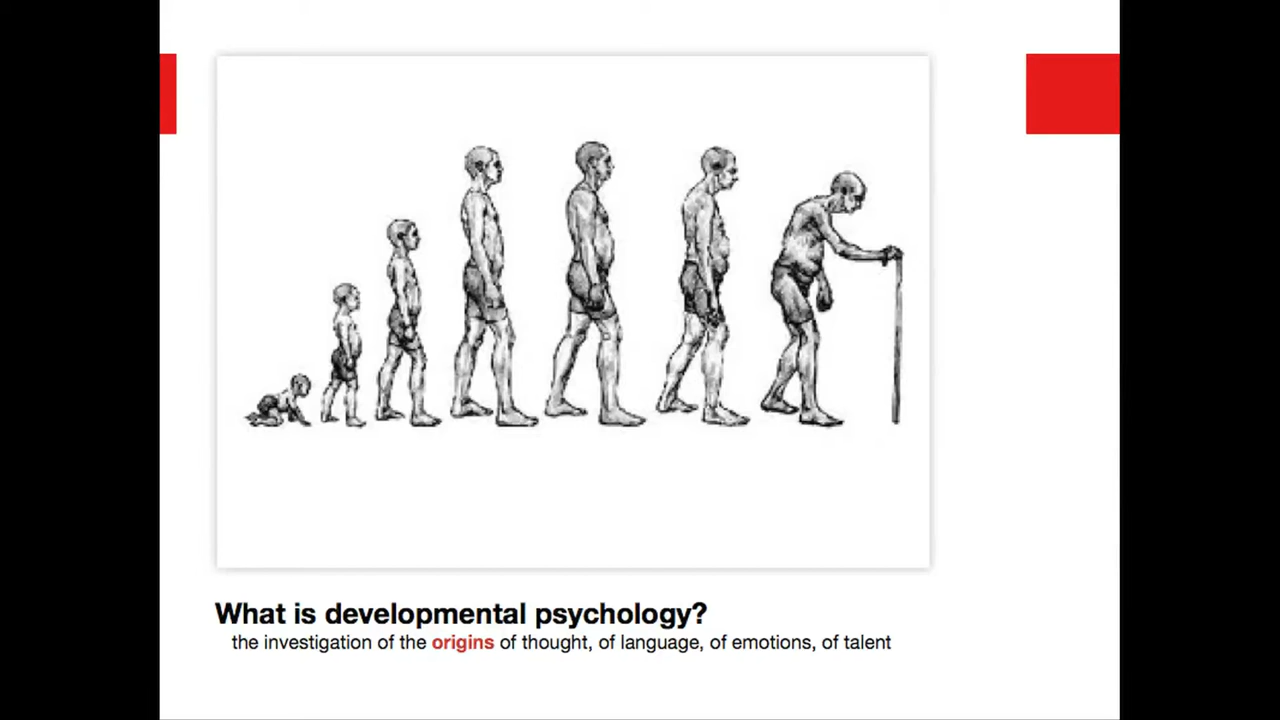 What is developmental psychology?
the investigation of the origins of thought, of language, of emotions, of talent